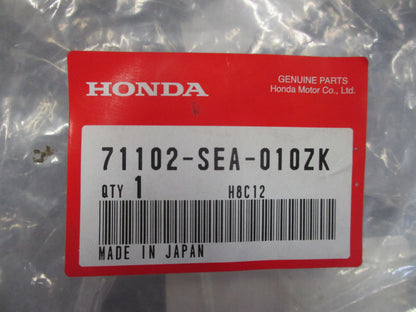 HONDA
GENUINE PARTS
Honda Motor Co., Ltd.
71102-SEA-010ZK
QTY 1 H8C12
MADE IN JAPAN